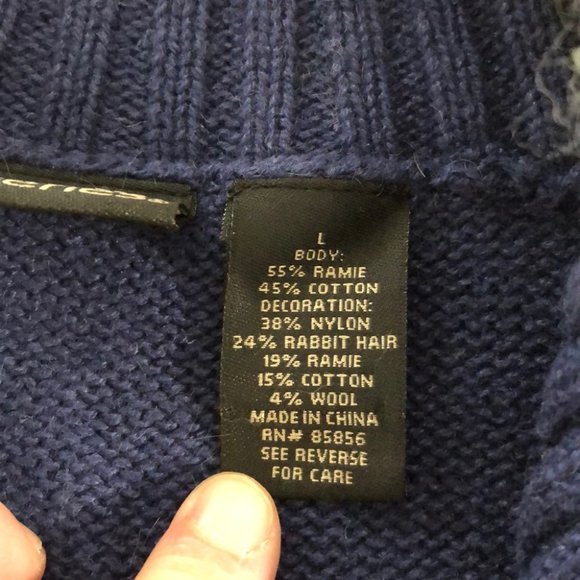 L
BODY:
55% RAMIE
45% COTTON
DECORATION:
38% NYLON
24% RABBIT HAIR
19% RAMIE
15% COTTON
4% WOOL
MADE IN CHINA
RN# 85856
SEE REVERSE
FOR CARE